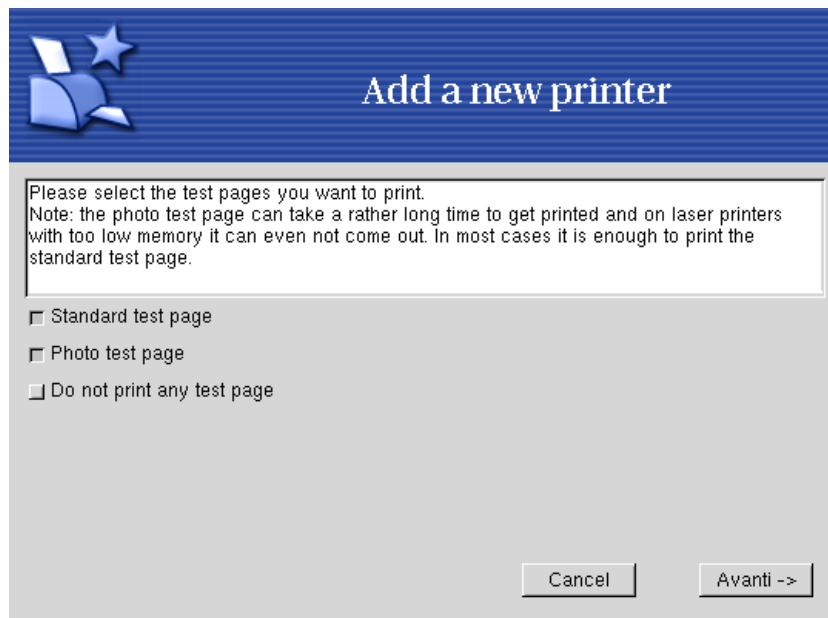 Add a new printer
Please select the test pages you want to print.
Note: the photo test page can take a rather long time to get printed and on laser printers
with too low memory it can even not come out. In most cases it is enough to print the
standard test page.
Standard test page
Photo test page
Do not print any test page
Cancel
Avanti ->